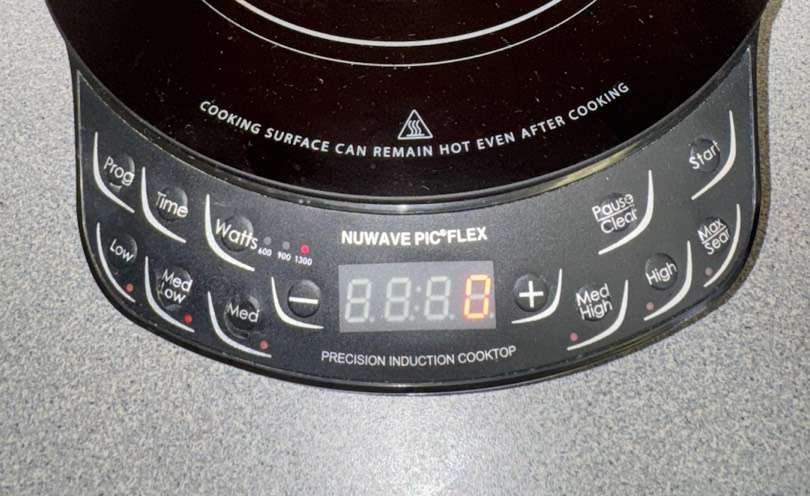 COOKING SURFACE CAN REMAIN HOT EVEN AFTER COOKING
Prog
Time
Watts
600 900 1300
NUWAVE PIC®FLEX
Pause
Clear
Start
Low
Med
Low
Med
−
0
+
Med
High
High
Max
Sear
PRECISION INDUCTION COOKTOP